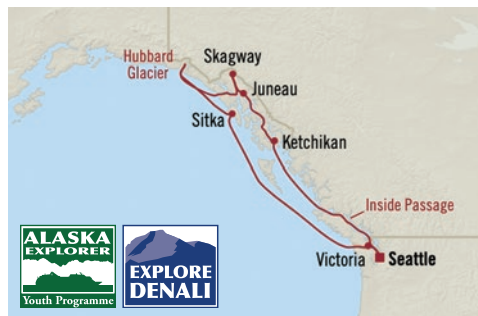 Hubbard
Glacier
Skagway
Juneau
Sitka
Ketchikan
Inside Passage
Victoria
Seattle
ALASKA
EXPLORER
Youth Programme
EXPLORE
DENALI